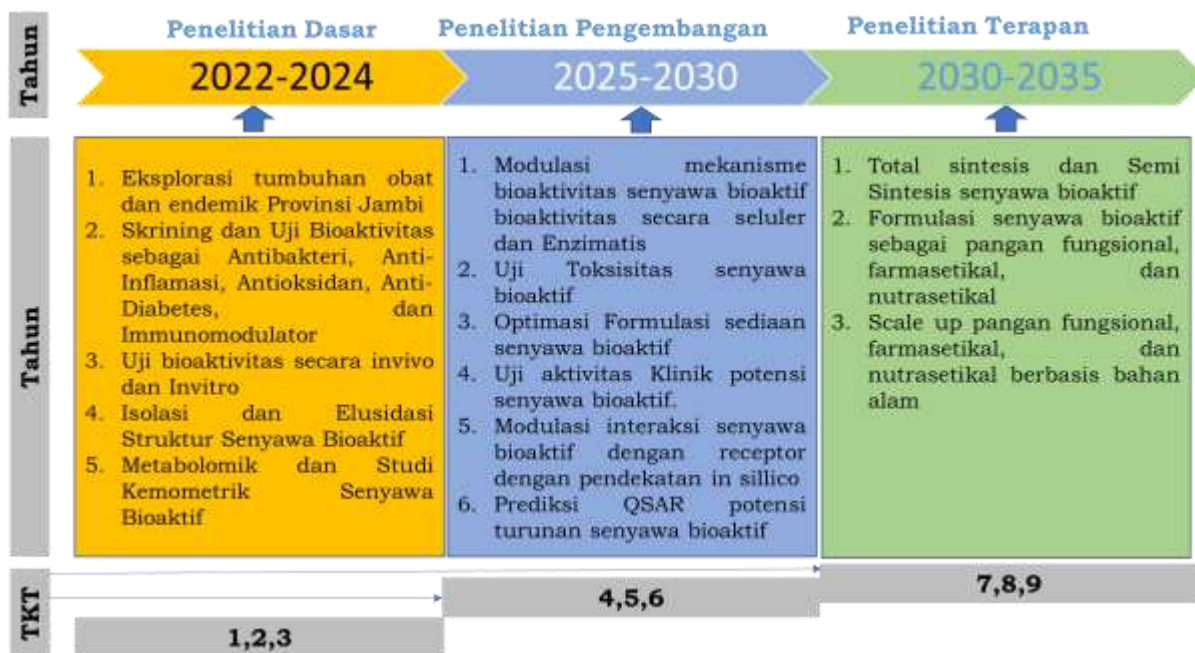 Tahun
Penelitian Dasar
Penelitian Pengembangan
Penelitian Terapan
2022-2024
2025-2030
2030-2035
Tahun
1. Eksplorasi tumbuhan obat
dan endemik Provinsi Jambi
2. Skrining dan Uji Bioaktivitas
sebagai Antibakteri, Anti-
Inflamasi, Antioksidan, Anti-
Diabetes, dan
Immunomodulator
3. Uji bioaktivitas secara invivo
dan Invitro
4. Isolasi dan Elusidasi
Struktur Senyawa Bioaktif
5. Metabolomik dan Studi
Kemometrik Senyawa
Bioaktif
1. Modulasi mekanisme
bioaktivitas senyawa bioaktif
bioaktivitas secara seluler
dan Enzimatis
2. Uji Toksisitas senyawa
bioaktif
3. Optimasi Formulasi sediaan
senyawa bioaktif
4. Uji aktivitas Klinik potensi
senyawa bioaktif.
5. Modulasi interaksi senyawa
bioaktif dengan receptor
dengan pendekatan in sillico
6. Prediksi QSAR potensi
turunan senyawa bioaktif
1. Total sintesis dan Semi
Sintesis senyawa bioaktif
2. Formulasi senyawa bioaktif
sebagai pangan fungsional,
farmasetikal, dan
nutrasetikal
3. Scale up pangan fungsional,
farmasetikal, dan
nutrasetikal berbasis bahan
alam
TKT
1,2,3
4,5,6
7,8,9